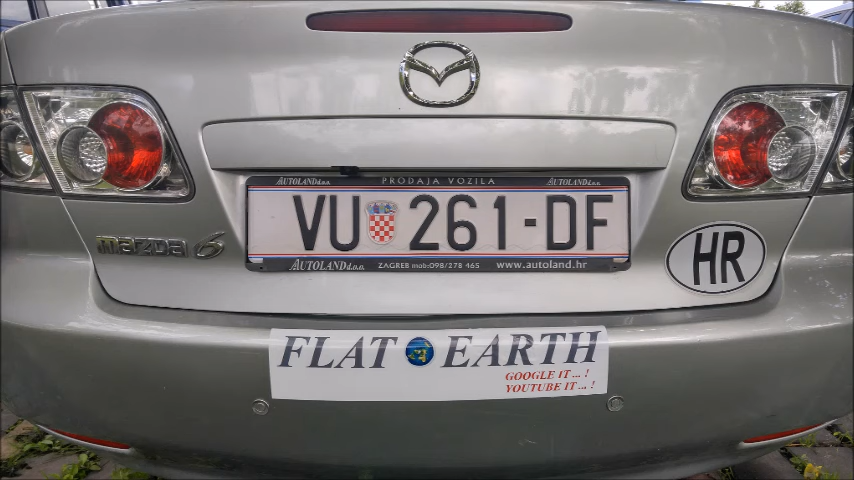 AUTOLAND d.o.o. PRODAJA VOZILA AUTOLAND d.o.o.
VU 261-DF
AUTOLAND d.o.o. ZAGREB mob:098/278 465 www.autoland.hr
mazda 6
HR
FLAT EARTH
GOOGLE IT ... !
YOUTUBE IT ... !